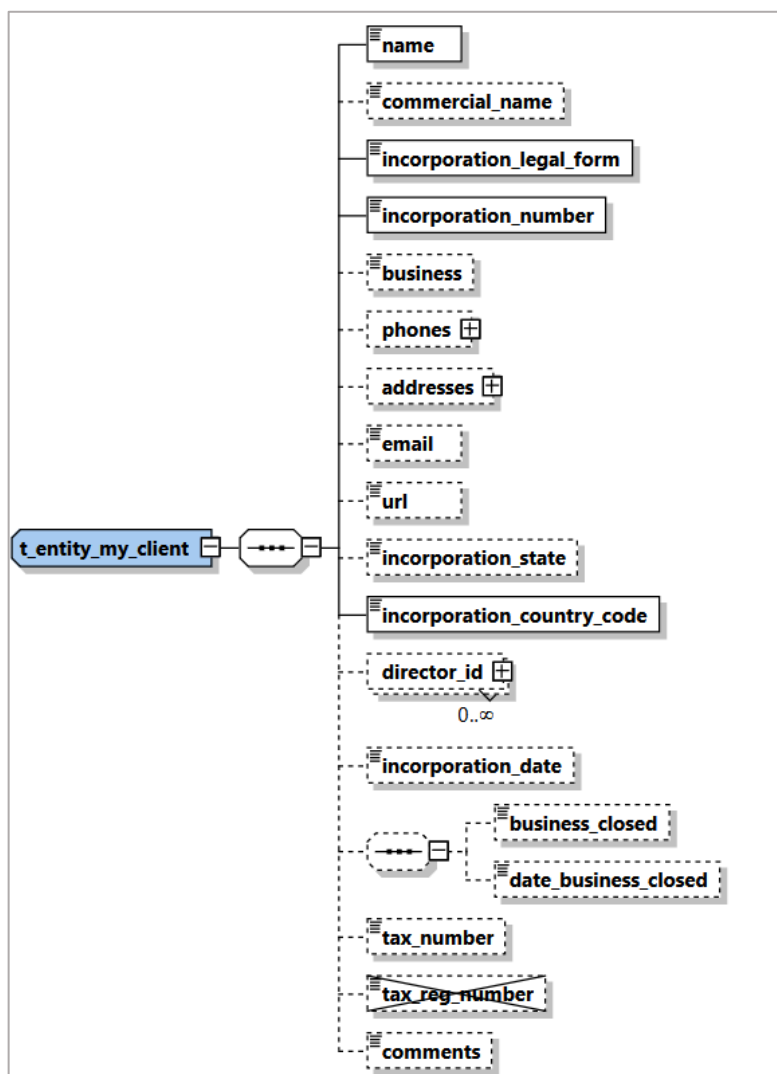 name
commercial_name
incorporation_legal_form
incorporation_number
business
phones
addresses
email
url
t_entity_my_client
incorporation_state
incorporation_country_code
director_id
0..∞
incorporation_date
business_closed
date_business_closed
tax_number
tax_reg_number
comments